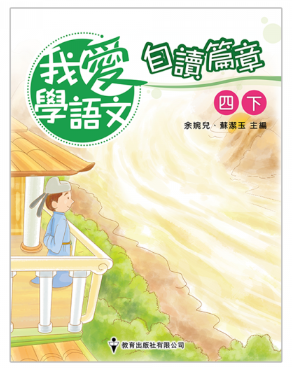 我愛
學語文
自讀篇章
四下
余婉兒、蘇潔玉 主編
教育出版社有限公司